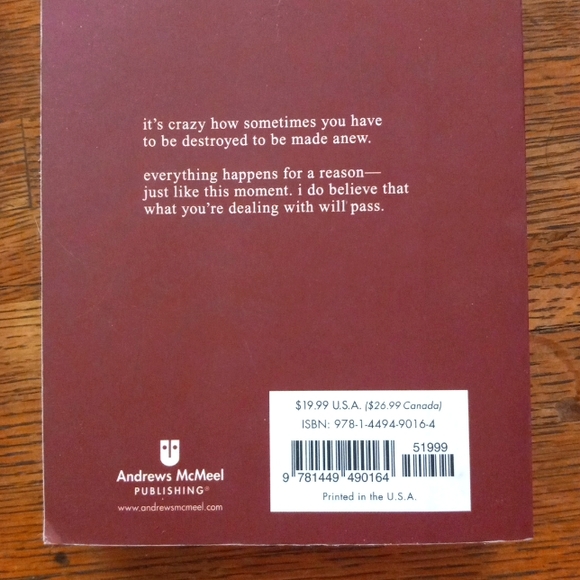 it's crazy how sometimes you have
to be destroyed to be made anew.
everything happens for a reason—
just like this moment. i do believe that
what you're dealing with will pass.
$19.99 U.S.A. ($26.99 Canada)
ISBN: 978-1-4494-9016-4
51999
9 781449 490164
Printed in the U.S.A.
Andrews McMeel
PUBLISHING®
www.andrewsmcmeel.com